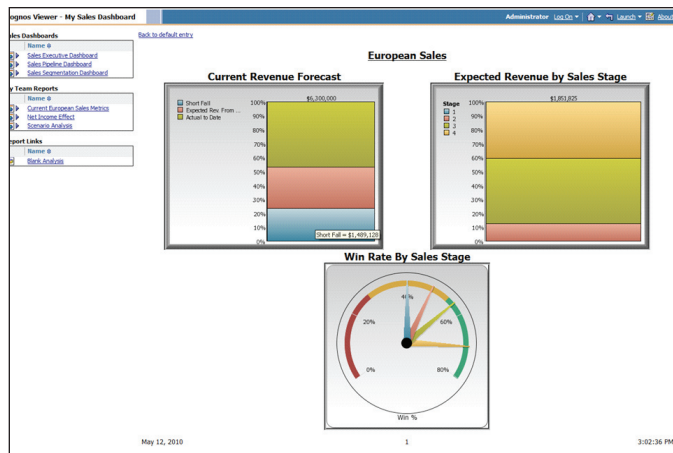 ognos Viewer - My Sales Dashboard
Administrator Log On Launch About
les Dashboards
Name
Sales Executive Dashboard
Sales Pipeline Dashboard
Sales Segmentation Dashboard
y Team Reports
Name
Current European Sales Metrics
Net Income Effect
Scenario Analysis
eport Links
Name
Blank Analysis
Back to default entry
European Sales
Current Revenue Forecast
Short Fall
Expected Rev From ...
Actual to Date
$6,200,000
100%
90%
80%
70%
60%
50%
40%
30%
20%
10%
0%
Short Fall = $1,489,128
Expected Revenue by Sales Stage
Stage
1
2
3
4
$1,851,825
100%
90%
80%
70%
60%
50%
40%
30%
20%
10%
0%
Win Rate By Sales Stage
0%
20%
40%
60%
80%
Win %
May 12, 2010
1
3:02:36 PM